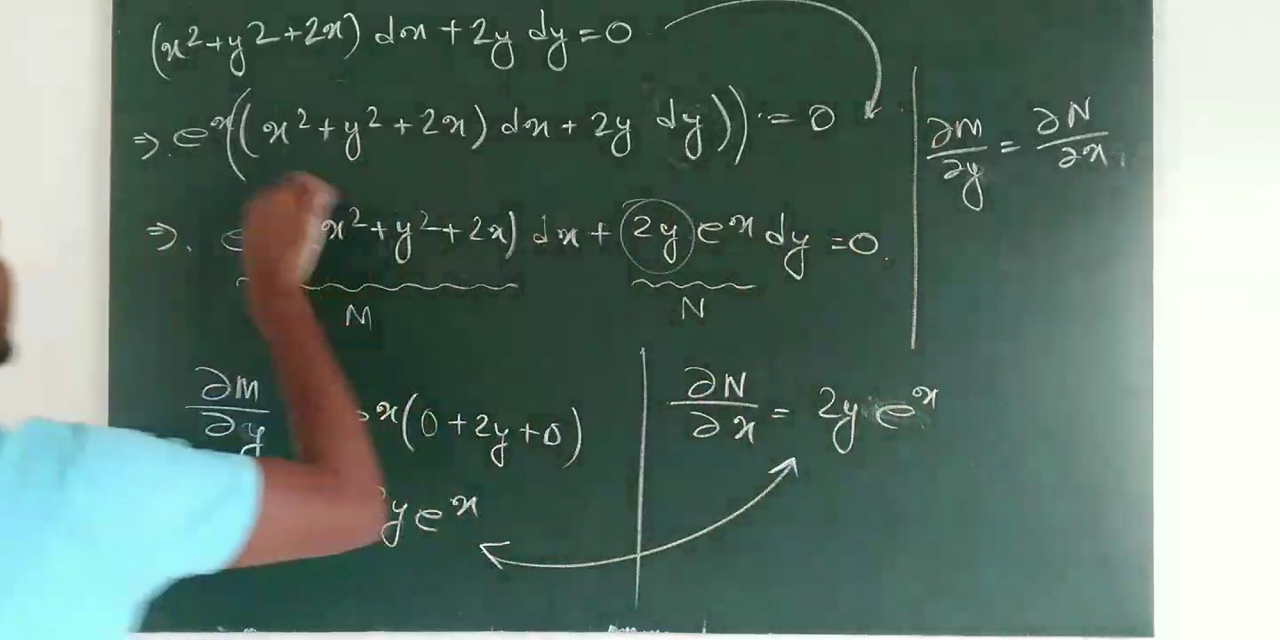 (x²+y2+2x) dx + 2y dy = 0
⇒. eˣ((x²+y²+2x) dx + 2y dy)) = 0
∂M/∂y = ∂N/∂x
⇒. e x²+y²+2x) dx + 2y eˣ dy = 0.
M N
∂M/∂y ˣ(0+2y+0)
∂N/∂x = 2y eˣ
yeˣ